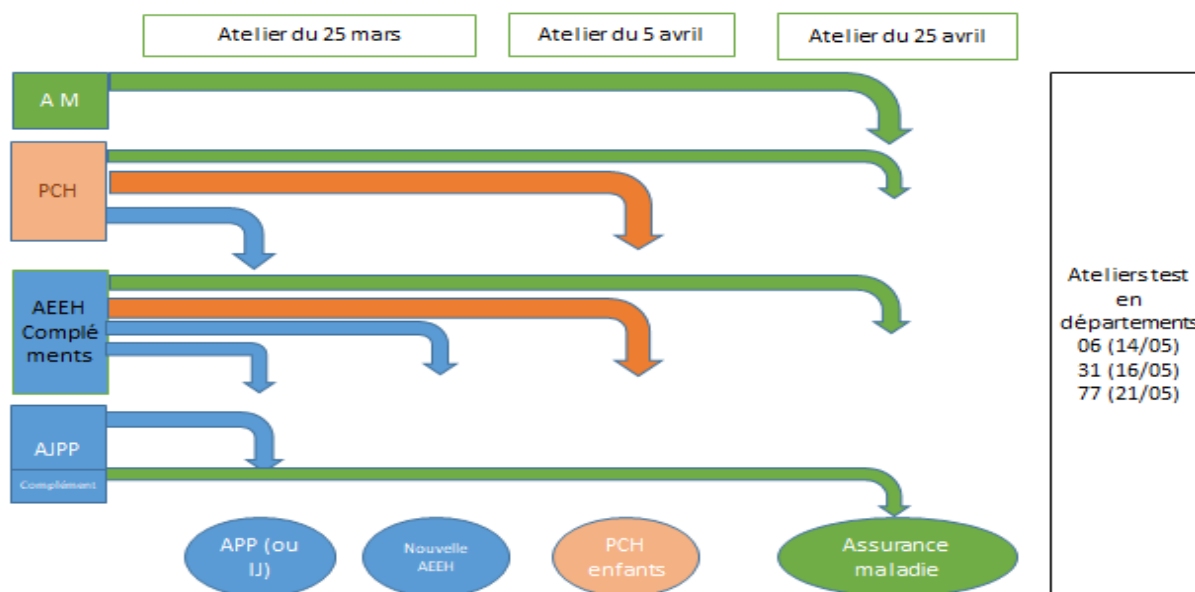 Atelier du 25 mars
Atelier du 5 avril
Atelier du 25 avril
A M
PCH
AEEH
Complé
ments
AJPP
Complément
APP (ou
IJ)
Nouvelle
AEEH
PCH
enfants
Assurance
maladie
Ateliers test
en
départements
06 (14/05)
31 (16/05)
77 (21/05)